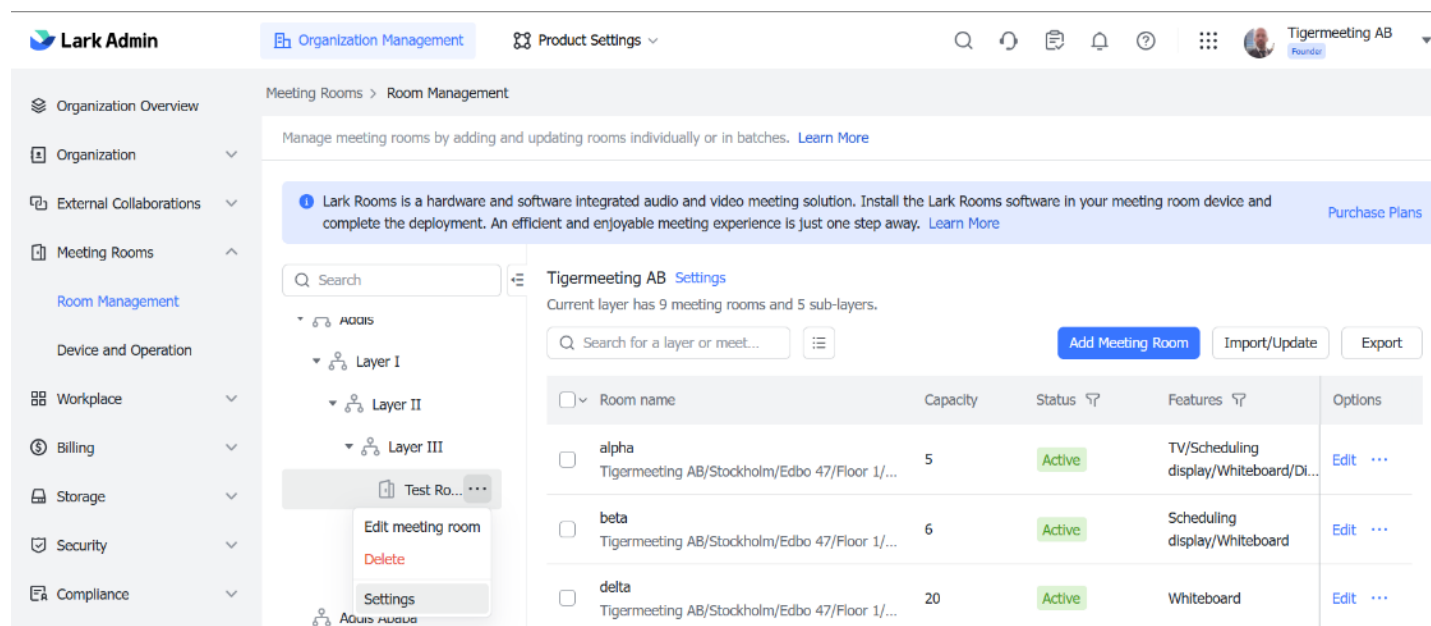 Lark Admin
Organization Management
Product Settings
Tigermeeting AB
Founder
Organization Overview
Organization
External Collaborations
Meeting Rooms
Room Management
Device and Operation
Workplace
Billing
Storage
Security
Compliance
Meeting Rooms > Room Management
Manage meeting rooms by adding and updating rooms individually or in batches. Learn More
Lark Rooms is a hardware and software integrated audio and video meeting solution. Install the Lark Rooms software in your meeting room device and
complete the deployment. An efficient and enjoyable meeting experience is just one step away. Learn More
Purchase Plans
Search
Addis
Layer I
Layer II
Layer III
Test Ro... ···
Edit meeting room
Delete
Settings
Addis Ababa
Tigermeeting AB Settings
Current layer has 9 meeting rooms and 5 sub-layers.
Search for a layer or meet...
Add Meeting Room
Import/Update
Export
Room name Capacity Status Features Options
alpha
Tigermeeting AB/Stockholm/Edbo 47/Floor 1/...
5
Active
TV/Scheduling
display/Whiteboard/Di...
Edit ···
beta
Tigermeeting AB/Stockholm/Edbo 47/Floor 1/...
6
Active
Scheduling
display/Whiteboard
Edit ···
delta
Tigermeeting AB/Stockholm/Edbo 47/Floor 1/...
20
Active
Whiteboard
Edit ···